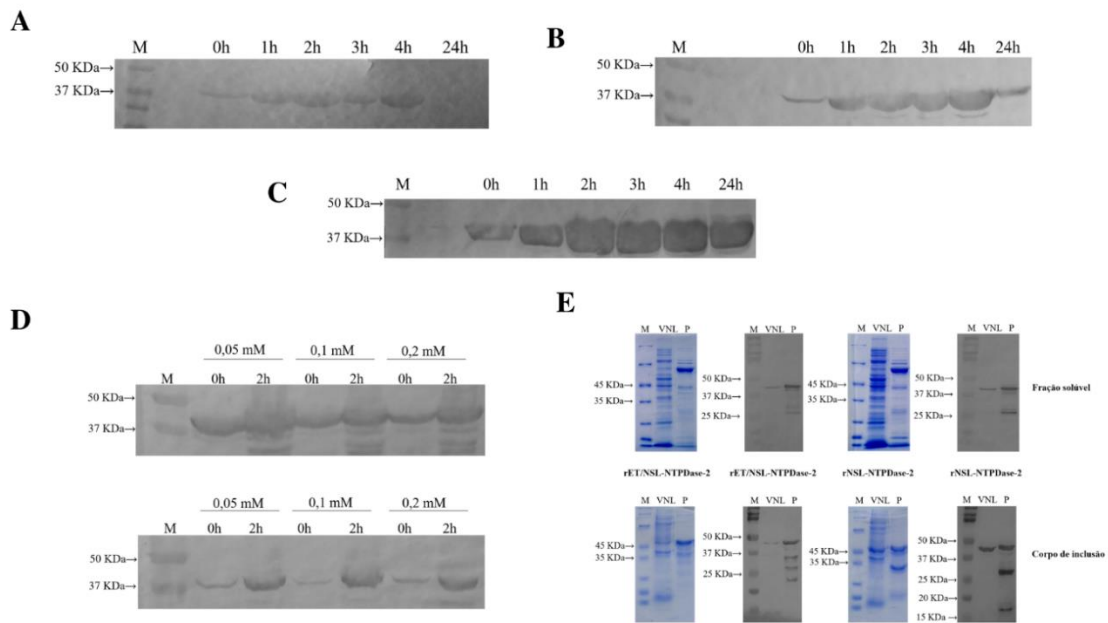 A
M 0h 1h 2h 3h 4h 24h
50 KDa→
37 KDa→
B
M 0h 1h 2h 3h 4h 24h
50 KDa→
37 KDa→
C
M 0h 1h 2h 3h 4h 24h
50 KDa→
37 KDa→
D
0,05 mM 0,1 mM 0,2 mM
M 0h 2h 0h 2h 0h 2h
50 KDa→
37 KDa→
0,05 mM 0,1 mM 0,2 mM
M 0h 2h 0h 2h 0h 2h
50 KDa→
37 KDa→
E
M VNL P M VNL P M VNL P M VNL P
45 KDa→
35 KDa→
50 KDa→
37 KDa→
25 KDa→
45 KDa→
35 KDa→
50 KDa→
37 KDa→
25 KDa→
Fração solúvel
rET/NSL-NTPDase-2 rET/NSL-NTPDase-2 rNSL-NTPDase-2 rNSL-NTPDase-2
M VNL P M VNL P M VNL P M VNL P
45 KDa→
35 KDa→
50 KDa→
37 KDa→
25 KDa→
45 KDa→
35 KDa→
50 KDa→
37 KDa→
25 KDa→
20 KDa→
15 KDa→
Corpo de inclusão